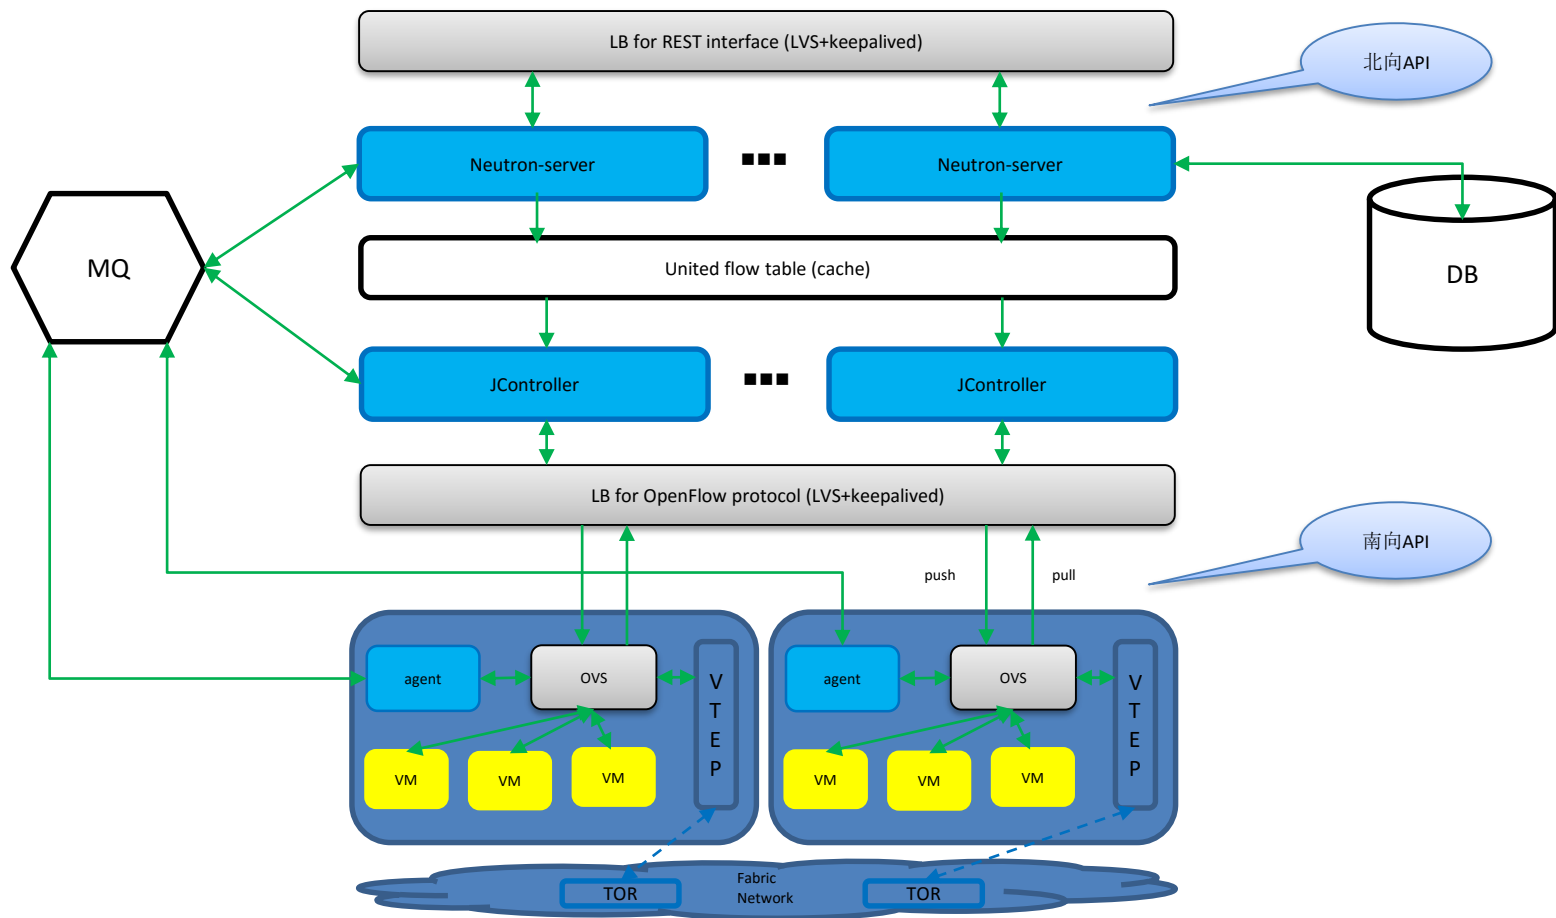 LB for REST interface (LVS+keepalived)
北向API
Neutron-server
Neutron-server
MQ
United flow table (cache)
DB
JController
JController
LB for OpenFlow protocol (LVS+keepalived)
南向API
push
pull
agent
OVS
V
T
E
P
VM
VM
VM
agent
OVS
V
T
E
P
VM
VM
VM
Fabric
Network
TOR
TOR